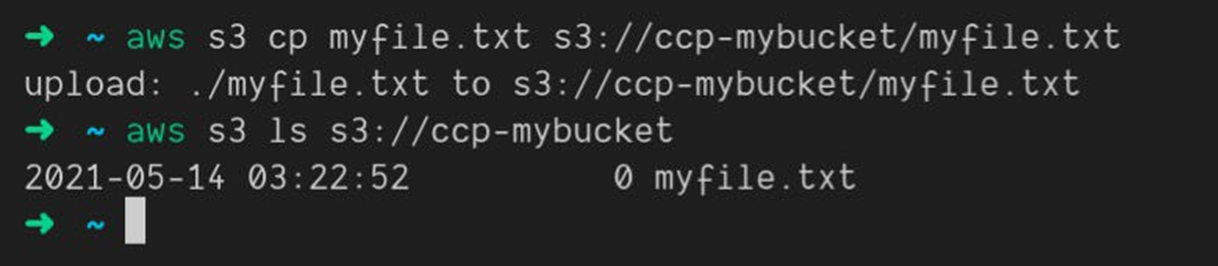 ➜ ~ aws s3 cp myfile.txt s3://ccp-mybucket/myfile.txt
upload: ./myfile.txt to s3://ccp-mybucket/myfile.txt
➜ ~ aws s3 ls s3://ccp-mybucket
2021-05-14 03:22:52          0 myfile.txt
➜ ~